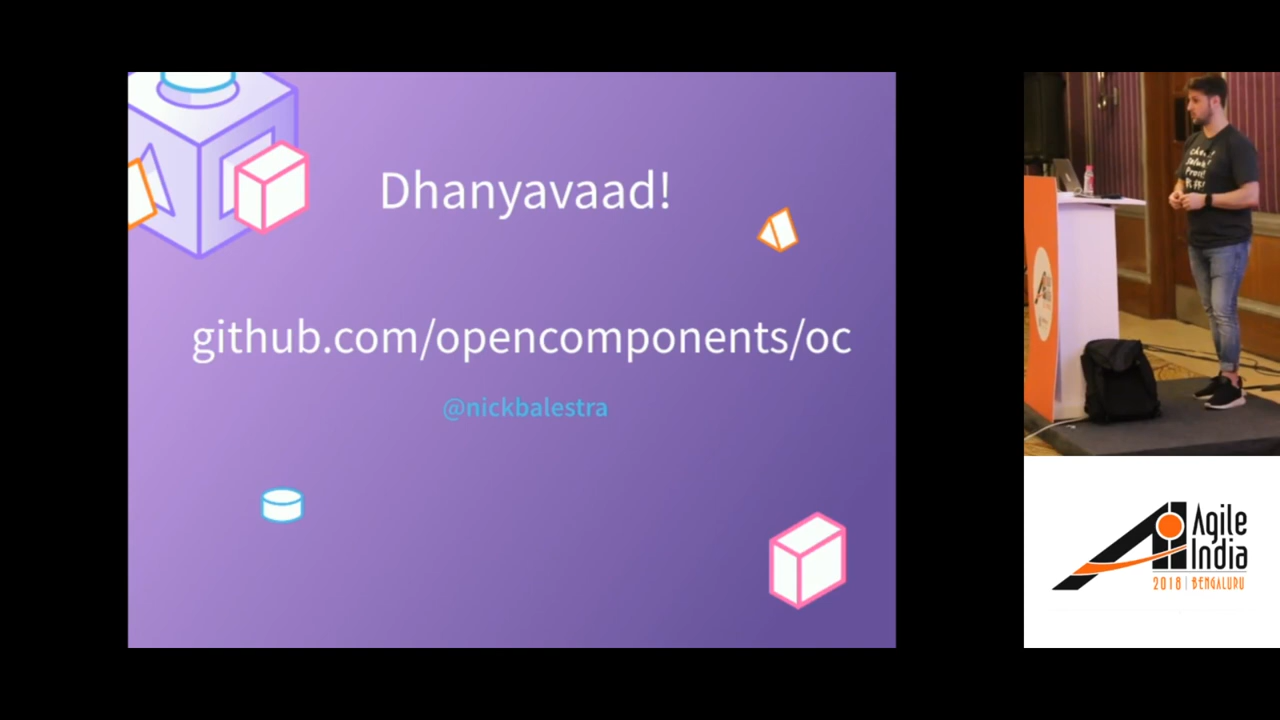 Dhanyavaad!
github.com/opencomponents/oc
@nickbalestra
Agile
India
2018 | BENGALURU